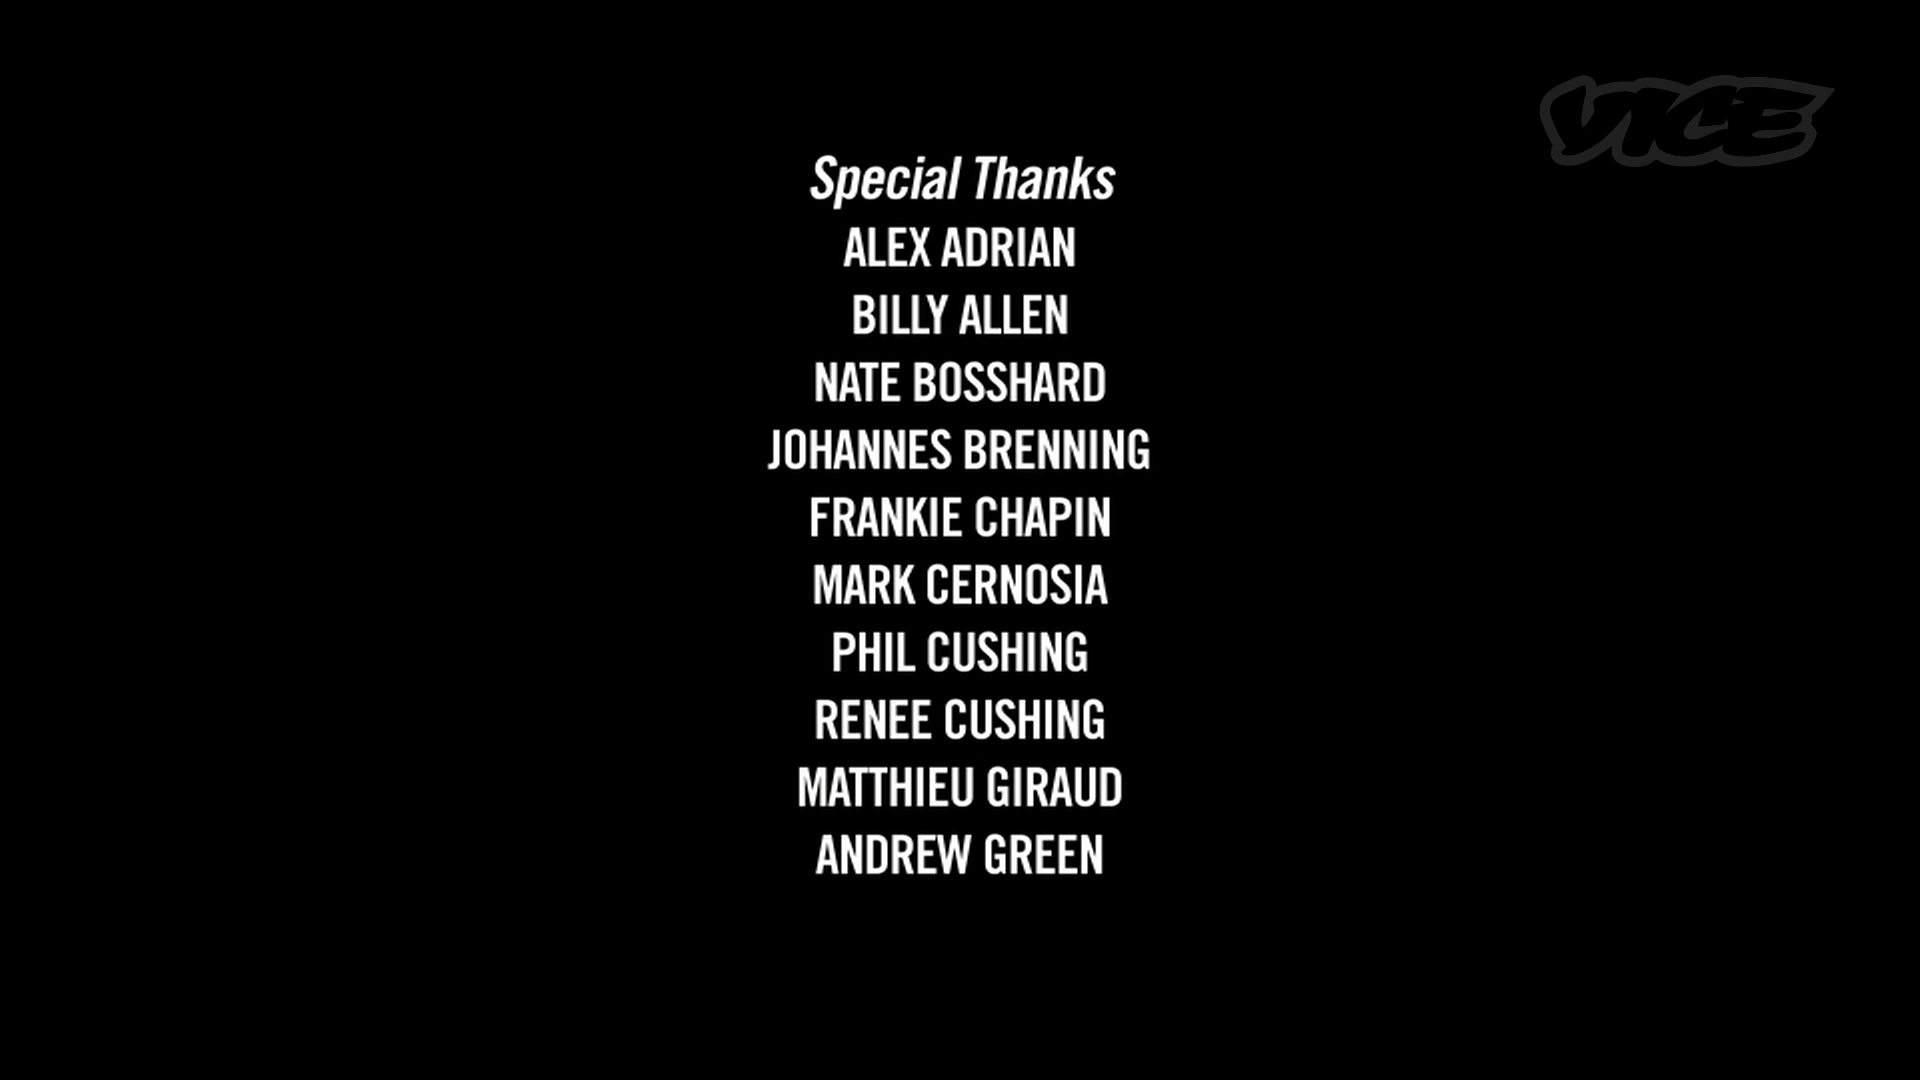 VICE
Special Thanks
ALEX ADRIAN
BILLY ALLEN
NATE BOSSHARD
JOHANNES BRENNING
FRANKIE CHAPIN
MARK CERNOSIA
PHIL CUSHING
RENEE CUSHING
MATTHIEU GIRAUD
ANDREW GREEN